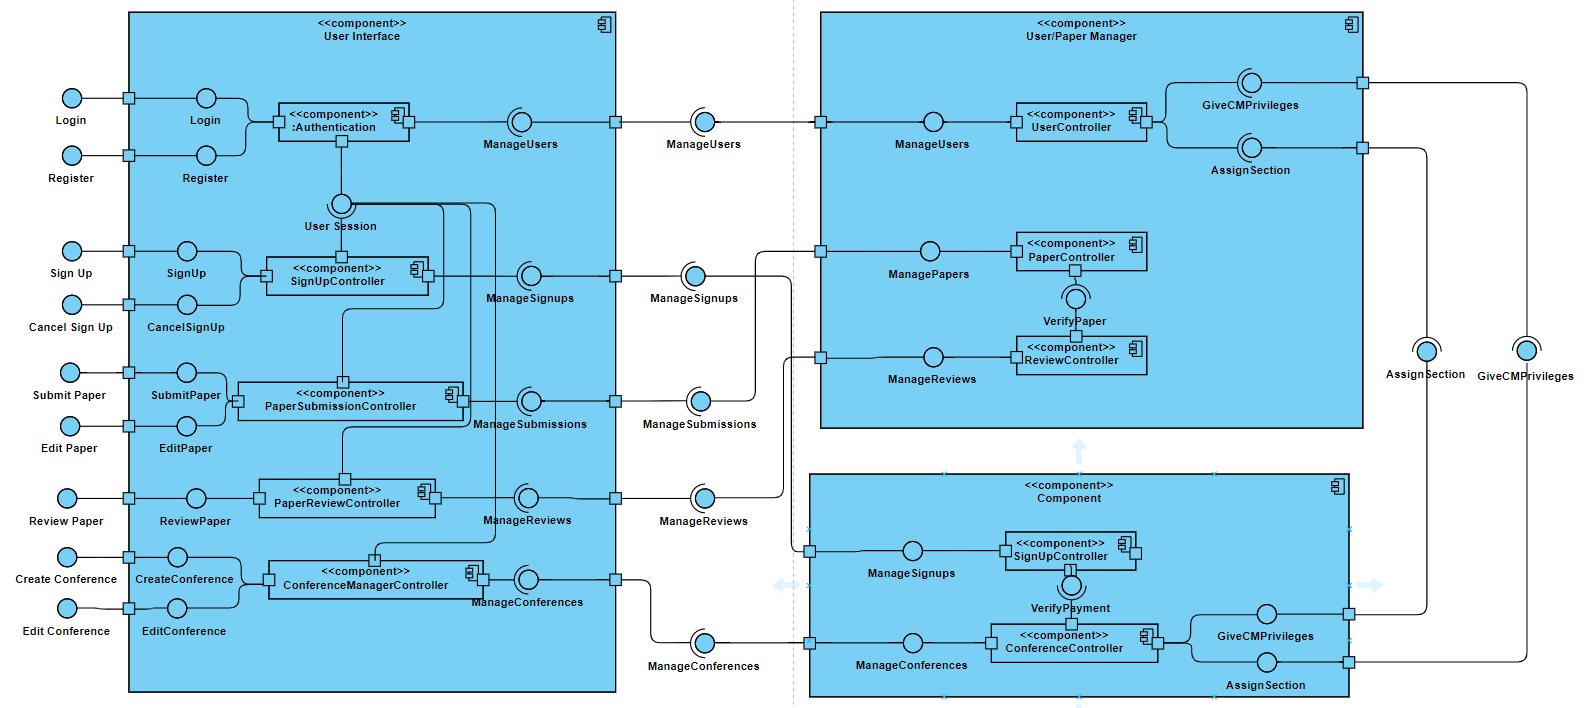 <<component>>
User Interface
Login
Login
<<component>>
:Authentication
ManageUsers
Register
Register
User Session
Sign Up
SignUp
<<component>>
SignUpController
ManageSignups
Cancel Sign Up
CancelSignUp
Submit Paper
SubmitPaper
<<component>>
PaperSubmissionController
ManageSubmissions
Edit Paper
EditPaper
Review Paper
ReviewPaper
<<component>>
PaperReviewController
ManageReviews
Create Conference
CreateConference
<<component>>
ConferenceManagerController
ManageConferences
Edit Conference
EditConference
ManageUsers
ManageSignups
ManageSubmissions
ManageReviews
ManageConferences
<<component>>
User/Paper Manager
ManageUsers
<<component>>
UserController
GiveCMPrivileges
AssignSection
ManagePapers
<<component>>
PaperController
VerifyPaper
ManageReviews
<<component>>
ReviewController
AssignSection
GiveCMPrivileges
<<component>>
Component
ManageSignups
<<component>>
SignUpController
VerifyPayment
ManageConferences
<<component>>
ConferenceController
GiveCMPrivileges
AssignSection